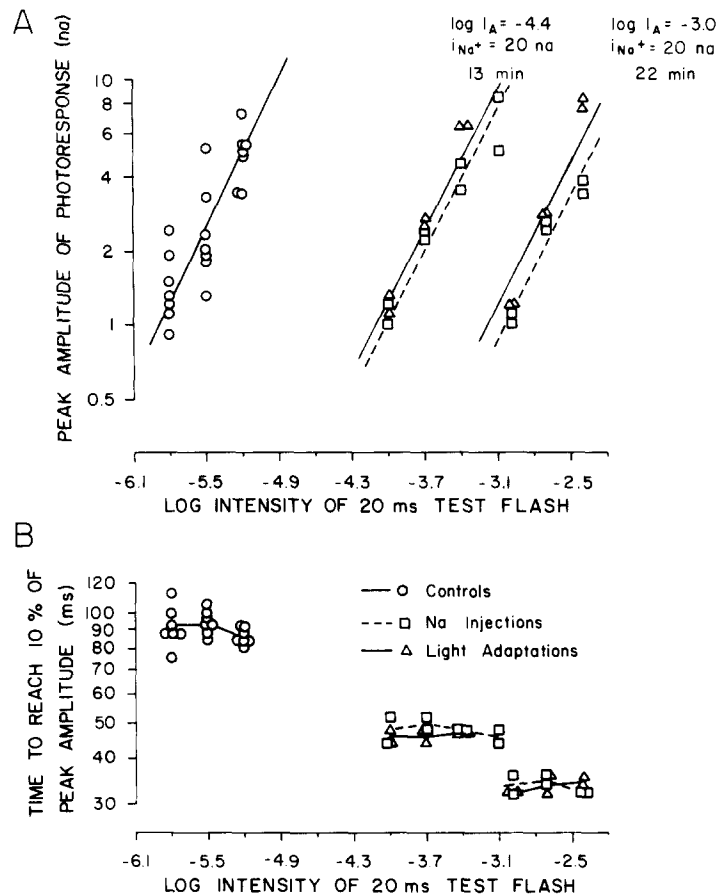 A
log I_A = -4.4
i_Na+ = 20 na
13 min
log I_A = -3.0
i_Na+ = 20 na
22 min
PEAK AMPLITUDE OF PHOTORESPONSE (na)
10
8
6
4
2
1
0.5
-6.1 -5.5 -4.9 -4.3 -3.7 -3.1 -2.5
LOG INTENSITY OF 20 ms TEST FLASH
B
TIME TO REACH 10 % OF
PEAK AMPLITUDE (ms)
120
100
90
80
70
50
40
30
Controls
Na Injections
Light Adaptations
-6.1 -5.5 -4.9 -4.3 -3.7 -3.1 -2.5
LOG INTENSITY OF 20 ms TEST FLASH